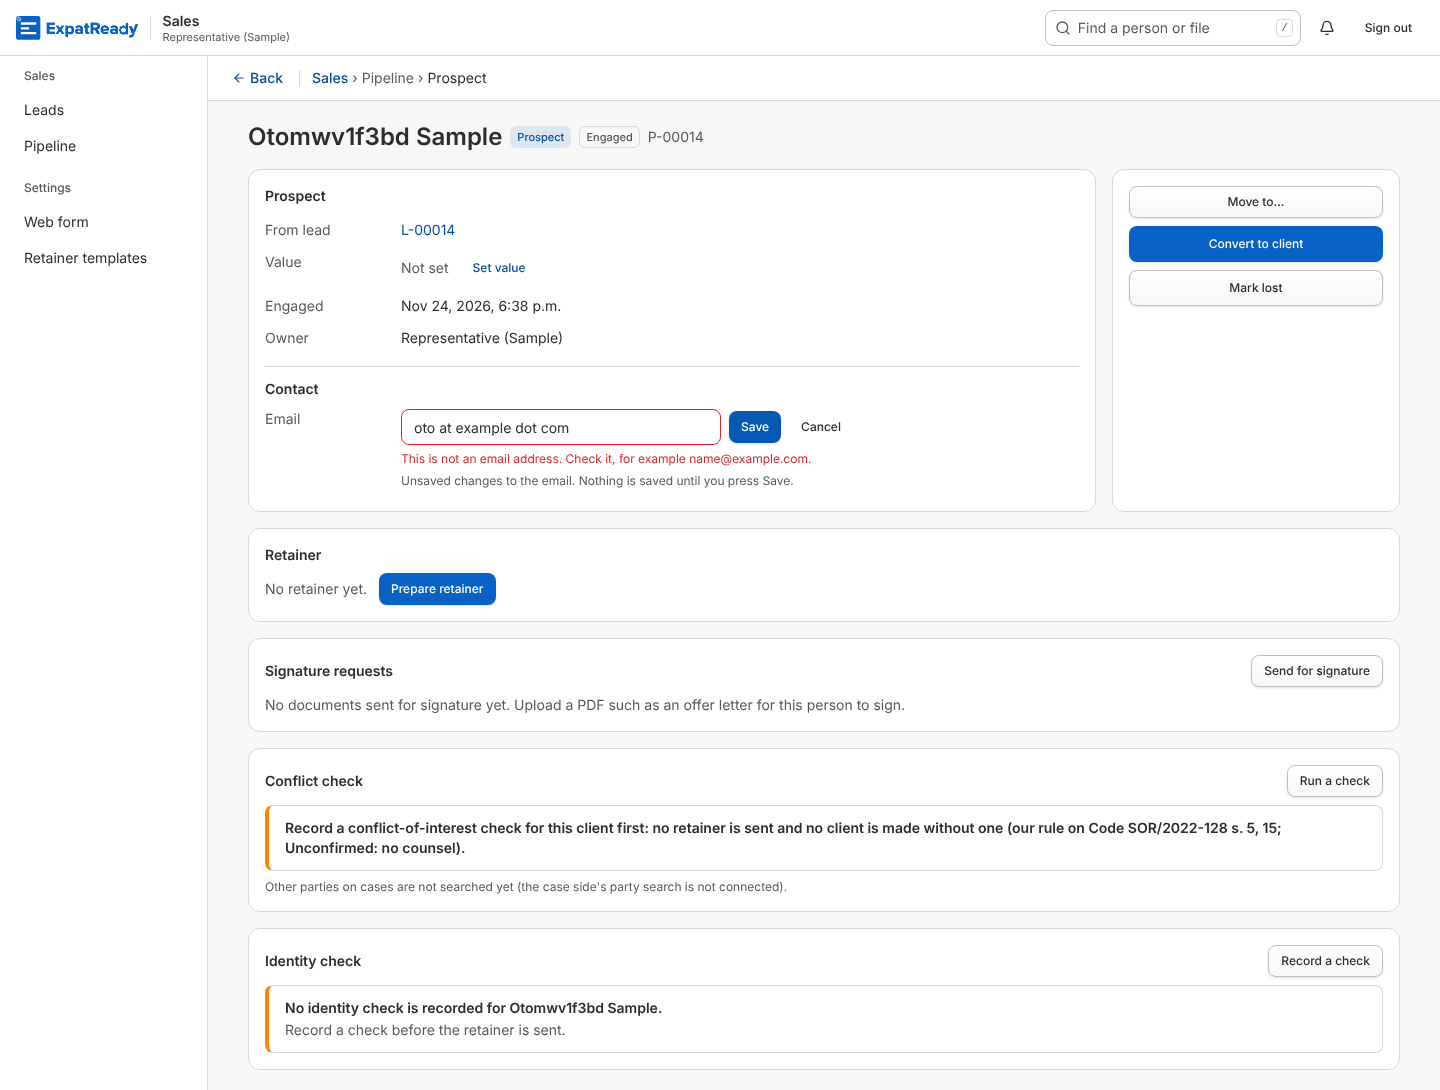 ExpatReady
Sales
Representative (Sample)
Find a person or file
/
Sign out
Sales
Leads
Pipeline
Settings
Web form
Retainer templates
← Back
Sales › Pipeline › Prospect
Otomwv1f3bd Sample Prospect Engaged P-00014
Prospect
From lead L-00014
Value Not set Set value
Engaged Nov 24, 2026, 6:38 p.m.
Owner Representative (Sample)
Contact
Email oto at example dot com Save Cancel
This is not an email address. Check it, for example name@example.com.
Unsaved changes to the email. Nothing is saved until you press Save.
Move to...
Convert to client
Mark lost
Retainer
No retainer yet. Prepare retainer
Signature requests Send for signature
No documents sent for signature yet. Upload a PDF such as an offer letter for this person to sign.
Conflict check Run a check
Record a conflict-of-interest check for this client first: no retainer is sent and no client is made without one (our rule on Code SOR/2022-128 s. 5, 15;
Unconfirmed: no counsel).
Other parties on cases are not searched yet (the case side's party search is not connected).
Identity check Record a check
No identity check is recorded for Otomwv1f3bd Sample.
Record a check before the retainer is sent.